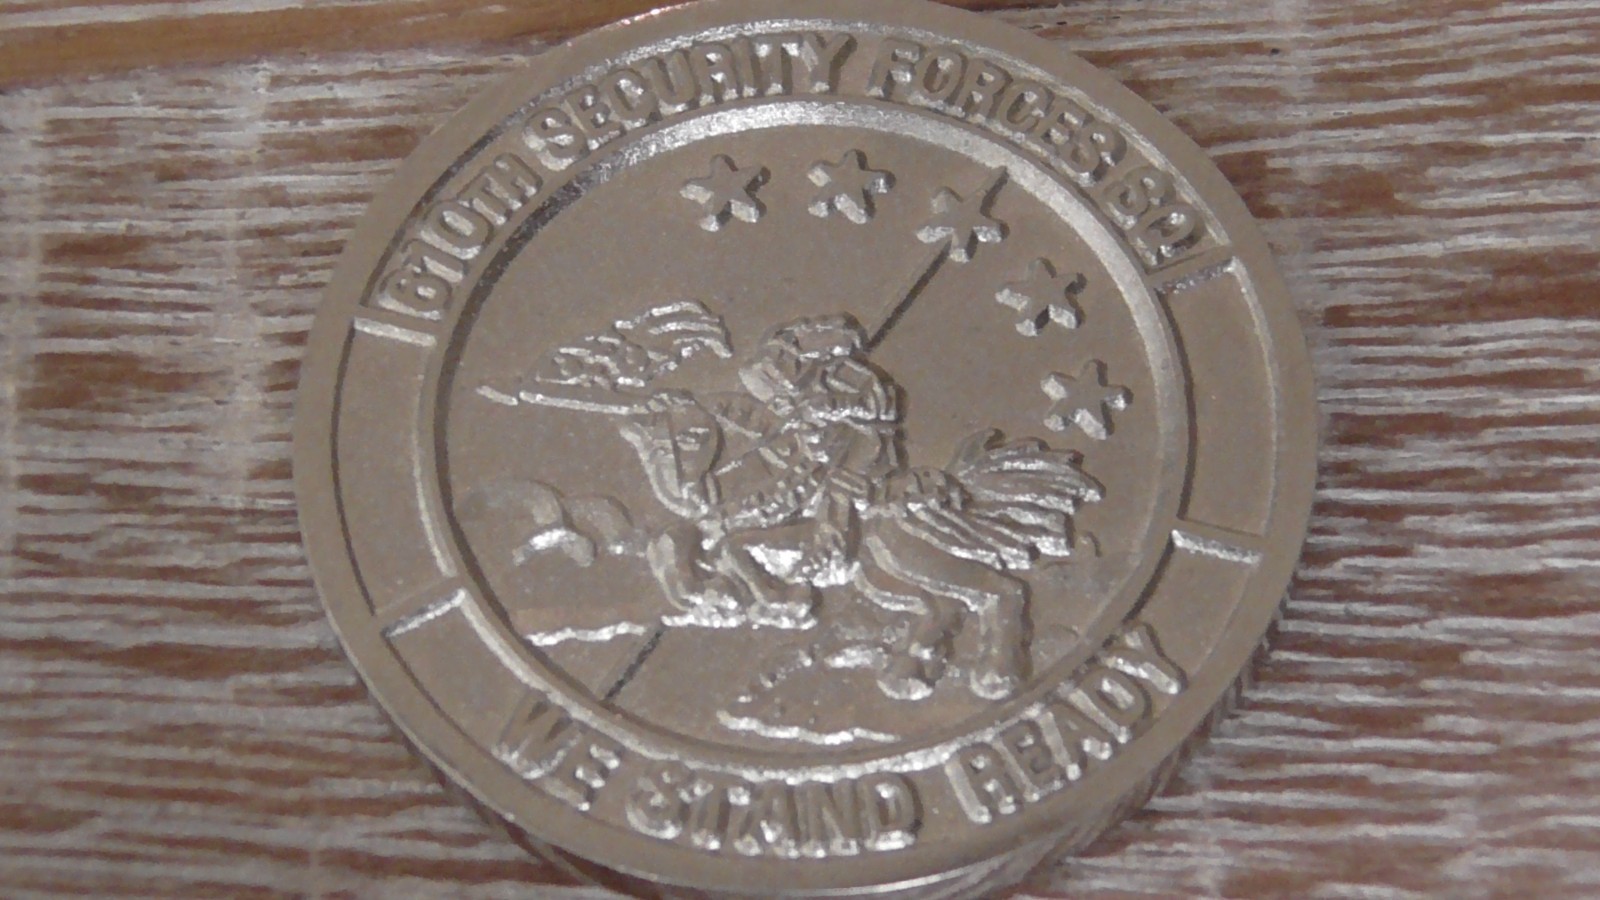 610TH SECURITY FORCES SQ
WE STAND READY